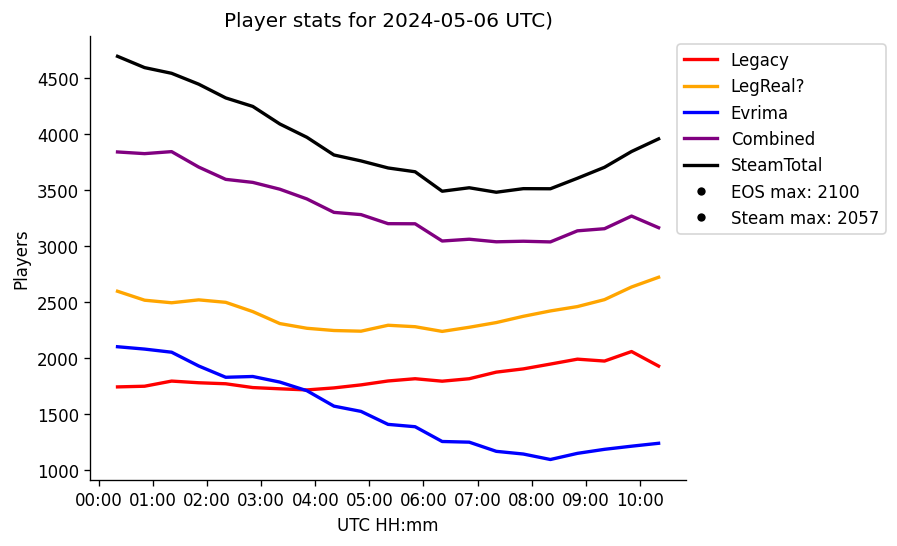 Player stats for 2024-05-06 UTC)
Legacy
LegReal?
Evrima
Combined
SteamTotal
EOS max: 2100
Steam max: 2057
Players
4500
4000
3500
3000
2500
2000
1500
1000
00:00 01:00 02:00 03:00 04:00 05:00 06:00 07:00 08:00 09:00 10:00
UTC HH:mm